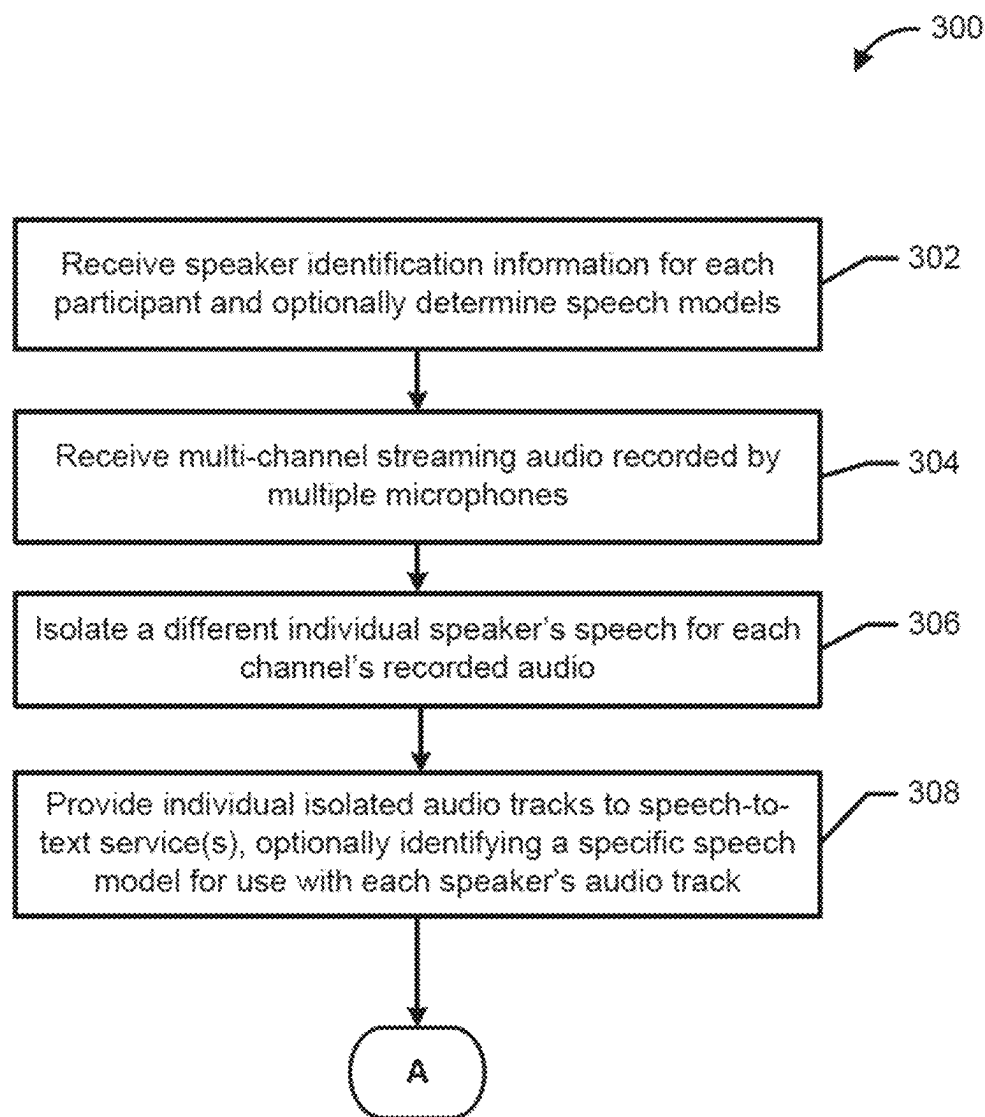 300
Receive speaker identification information for each
participant and optionally determine speech models
302
Receive multi-channel streaming audio recorded by
multiple microphones
304
Isolate a different individual speaker's speech for each
channel's recorded audio
306
Provide individual isolated audio tracks to speech-to-
text service(s), optionally identifying a specific speech
model for use with each speaker's audio track
308
A